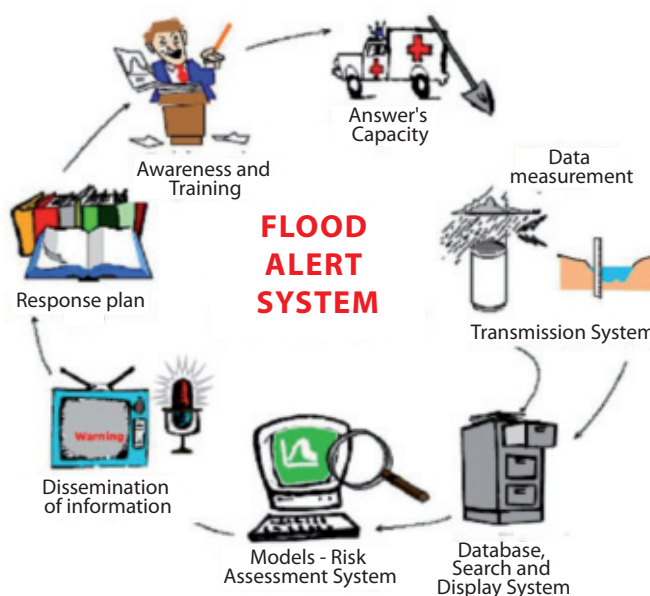 Awareness and
Training
Answer's
Capacity
Data
measurement
FLOOD
ALERT
SYSTEM
Response plan
Transmission System
Warning
Dissemination
of information
Models - Risk
Assessment System
Database,
Search and
Display System